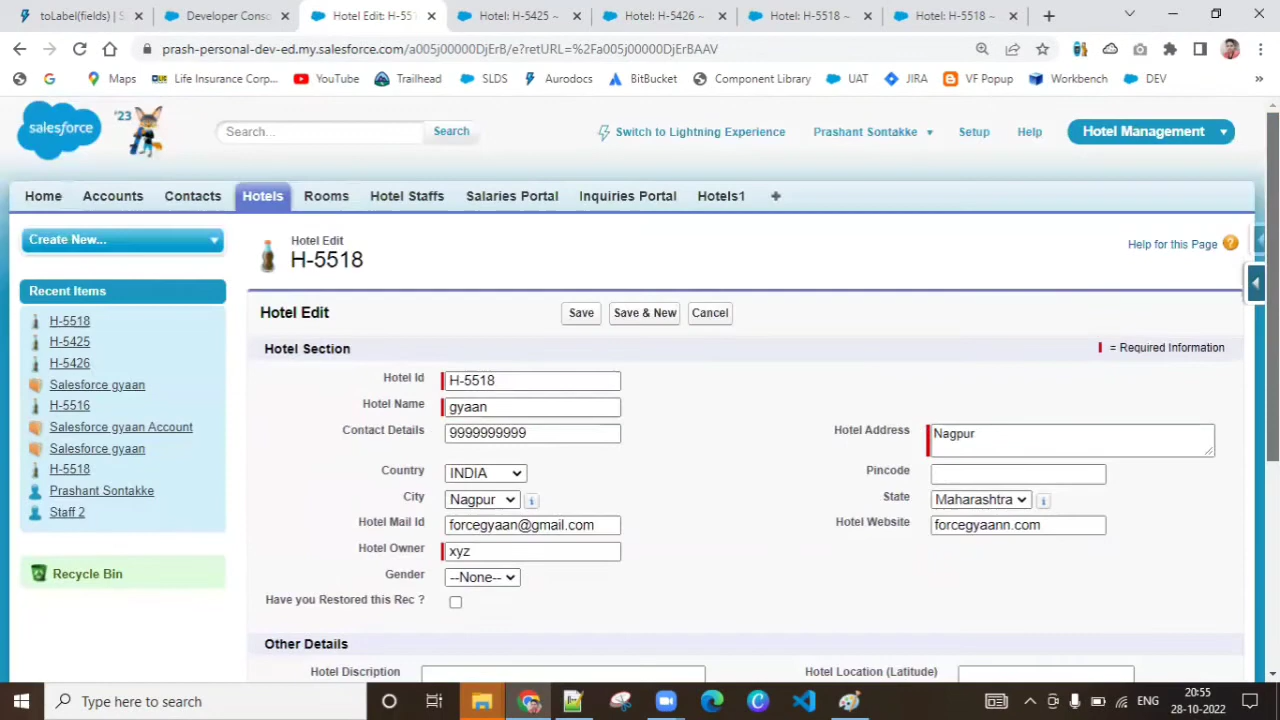 toLabel(fields) | S
Developer Conso
Hotel Edit: H-551
Hotel: H-5425 ~
Hotel: H-5426 ~
Hotel: H-5518 ~
Hotel: H-5518 ~
prash-personal-dev-ed.my.salesforce.com/a005j00000DjErB/e?retURL=%2Fa005j00000DjErBAAV
Maps
Life Insurance Corp...
YouTube
Trailhead
SLDS
Aurodocs
BitBucket
Component Library
UAT
JIRA
VF Popup
Workbench
DEV
»
salesforce
'23
Search...
Search
Switch to Lightning Experience
Prashant Sontakke
Setup
Help
Hotel Management
Home
Accounts
Contacts
Hotels
Rooms
Hotel Staffs
Salaries Portal
Inquiries Portal
Hotels1
+
Create New...
Hotel Edit
H-5518
Help for this Page
Recent Items
H-5518
H-5425
H-5426
Salesforce gyaan
H-5516
Salesforce gyaan Account
Salesforce gyaan
H-5518
Prashant Sontakke
Staff 2
Recycle Bin
Hotel Edit
Save
Save & New
Cancel
Hotel Section
= Required Information
Hotel Id H-5518
Hotel Name gyaan
Contact Details 9999999999
Hotel Address Nagpur
Country INDIA
Pincode
City Nagpur
State Maharashtra
Hotel Mail Id forcegyaan@gmail.com
Hotel Website forcegyaann.com
Hotel Owner xyz
Gender --None--
Have you Restored this Rec ?
Other Details
Hotel Discription
Hotel Location (Latitude)
Type here to search
ENG
20:55
28-10-2022